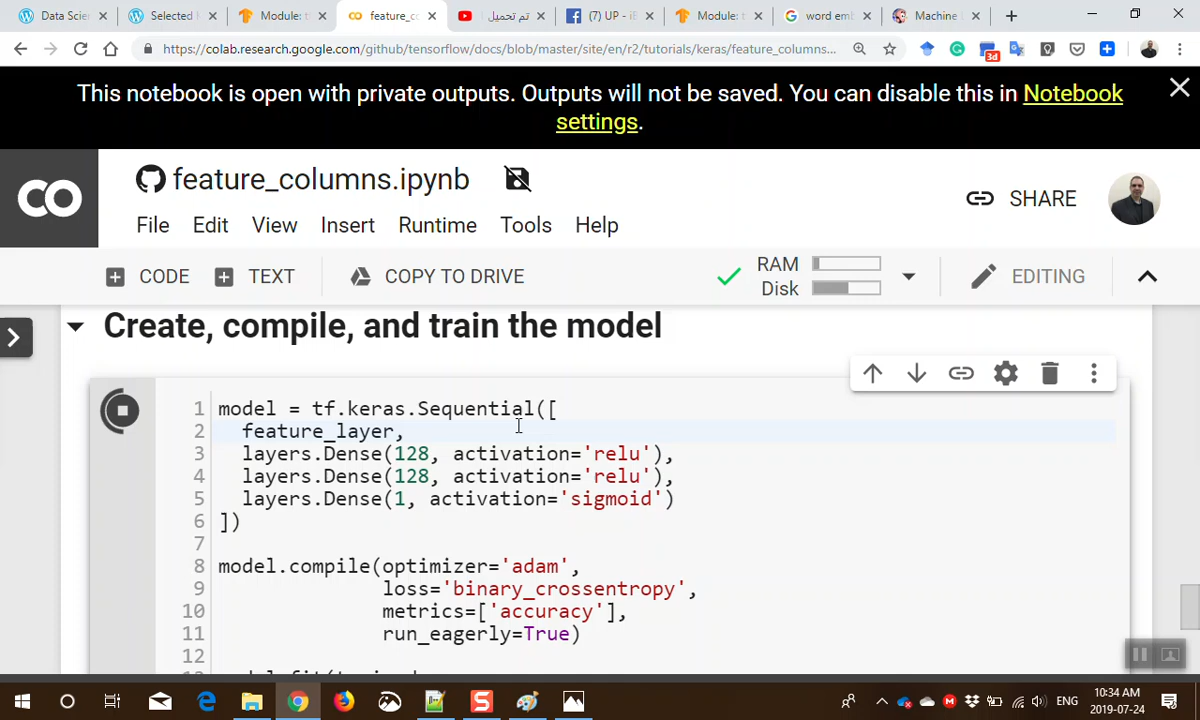 Data Scien
Selected H
Module: tf
feature_co
تم تحميل
(7) UP - iE
Module: tf
word emb
Machine L
https://colab.research.google.com/github/tensorflow/docs/blob/master/site/en/r2/tutorials/keras/feature_columns...
3d
This notebook is open with private outputs. Outputs will not be saved. You can disable this in Notebook
settings.
CO
feature_columns.ipynb
SHARE
File Edit View Insert Runtime Tools Help
CODE TEXT COPY TO DRIVE
RAM
Disk
EDITING
Create, compile, and train the model
1 model = tf.keras.Sequential([
2 feature_layer,
3 layers.Dense(128, activation='relu'),
4 layers.Dense(128, activation='relu'),
5 layers.Dense(1, activation='sigmoid')
6 ])
7
8 model.compile(optimizer='adam',
9 loss='binary_crossentropy',
10 metrics=['accuracy'],
11 run_eagerly=True)
12
ENG
10:34 AM
2019-07-24